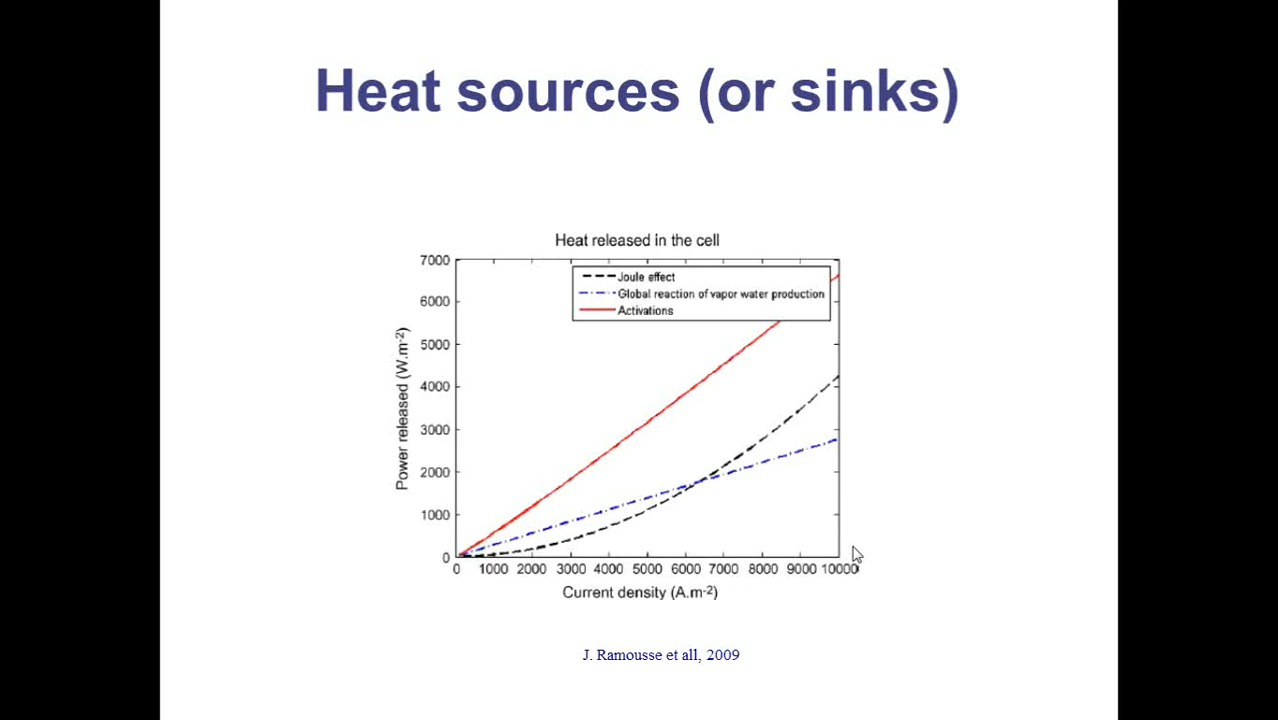 Heat sources (or sinks)
Heat released in the cell
7000
6000
5000
4000
3000
2000
1000
0
Power released (W.m-2)
Joule effect
Global reaction of vapor water production
Activations
0 1000 2000 3000 4000 5000 6000 7000 8000 9000 10000
Current density (A.m-2)
J. Ramousse et all, 2009